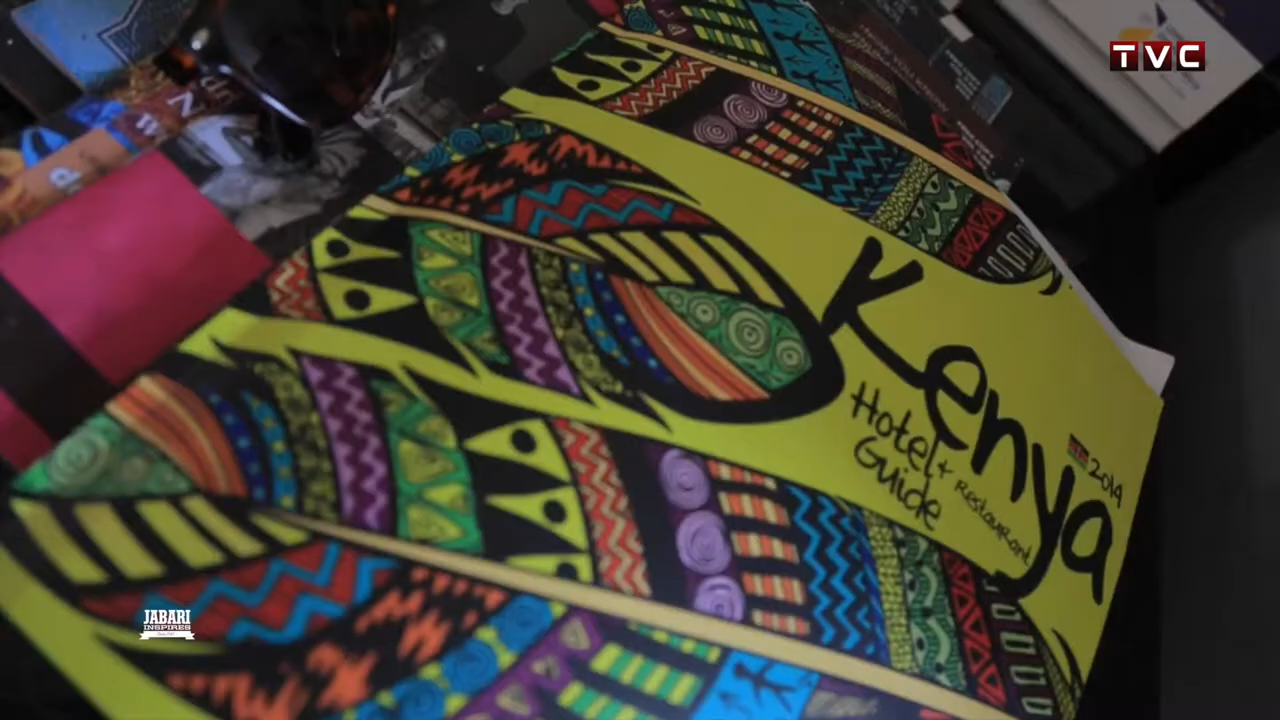 TVC
Kenya
2014
Hotel +
Restaurant
Guide
JABARI
INSPIRES